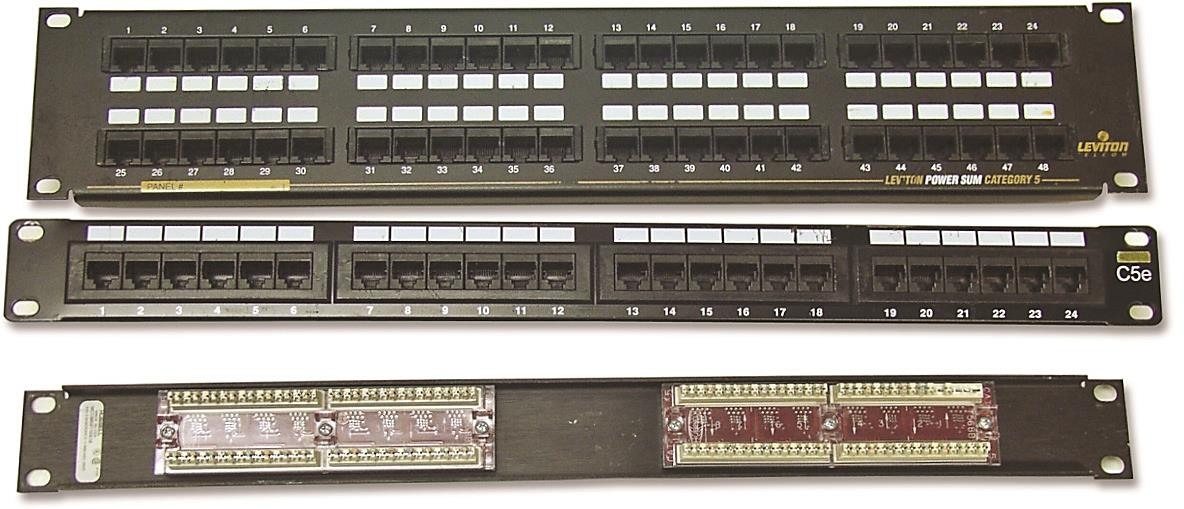 1 2 3 4 5 6 7 8 9 10 11 12 13 14 15 16 17 18 19 20 21 22 23 24
25 26 27 28 29 30 31 32 33 34 35 36 37 38 39 40 41 42 43 44 45 46 47 48
LEVITON
TELCOM
PANEL #
LEVITON POWER SUM CATEGORY 5
C5e
1 2 3 4 5 6 7 8 9 10 11 12 13 14 15 16 17 18 19 20 21 22 23 24